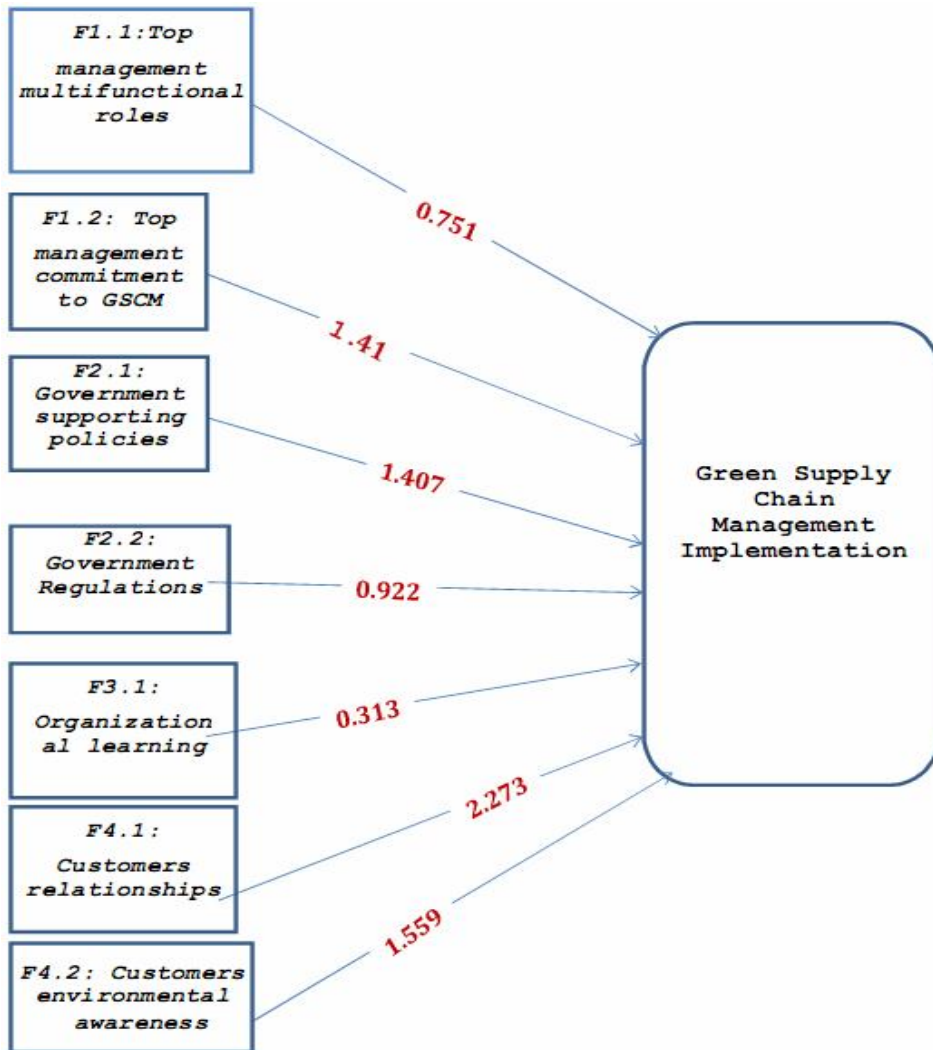 F1.1:Top
management
multifunctional
roles
0.751
F1.2: Top
management
commitment
to GSCM
1.41
F2.1:
Government
supporting
policies
1.407
F2.2:
Government
Regulations
0.922
F3.1:
Organization
al learning
0.313
F4.1:
Customers
relationships
2.273
F4.2: Customers
environmental
awareness
1.559
Green Supply
Chain
Management
Implementation